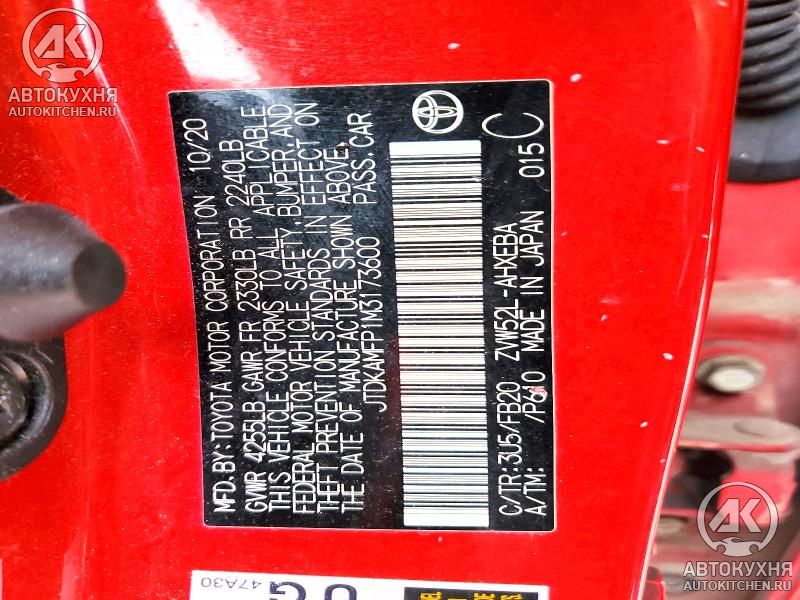 AK
АВТОКУХНЯ
AUTOKITCHEN.RU
MFD. BY: TOYOTA MOTOR CORPORATION 10/20
GVWR 4255LB GAWR FR 2330LB RR 2240LB
THIS VEHICLE CONFORMS TO ALL APPLICABLE
FEDERAL MOTOR VEHICLE SAFETY, BUMPER, AND
THEFT PREVENTION STANDARDS IN EFFECT ON
THE DATE OF MANUFACTURE SHOWN ABOVE.
JTDKAMFP1M3173600 PASS. CAR
C/TR: 3U5/FB20 ZVW52L-AHXEBA 015 C
A/TM: /P610 MADE IN JAPAN
47A30
AK
АВТОКУХНЯ
AUTOKITCHEN.RU